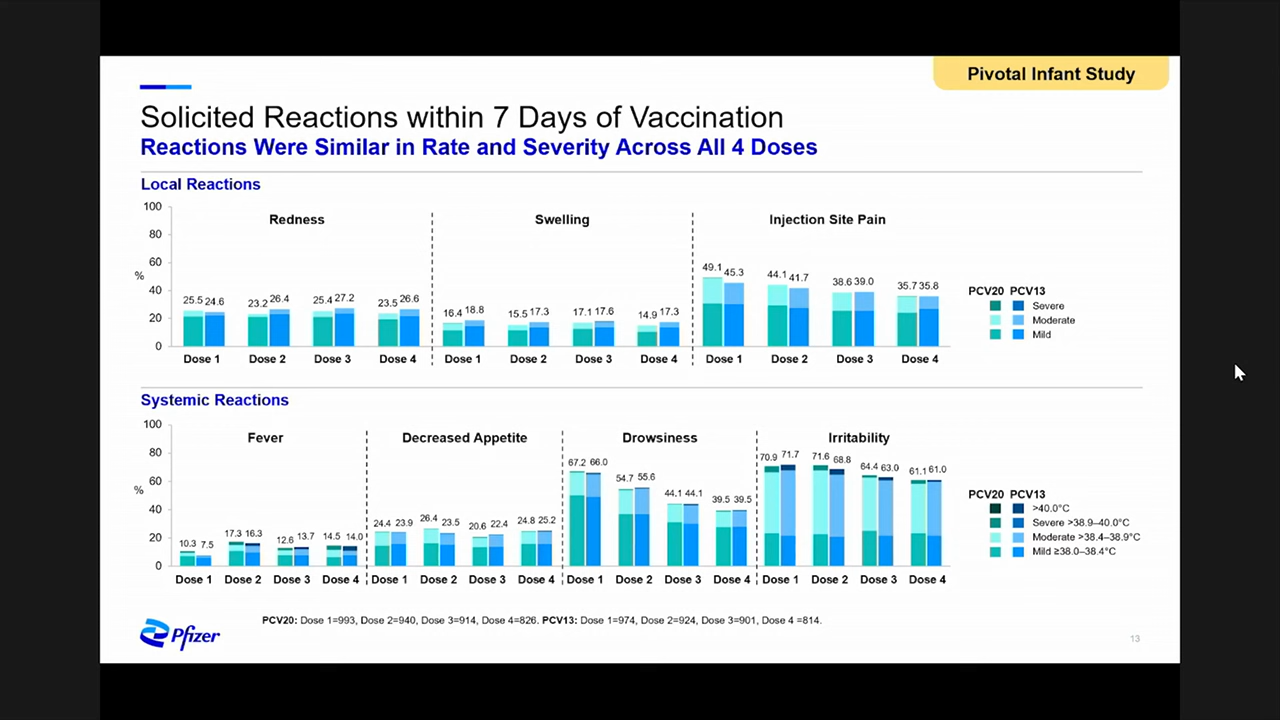 Pivotal Infant Study
Solicited Reactions within 7 Days of Vaccination
Reactions Were Similar in Rate and Severity Across All 4 Doses
Local Reactions
100
80
60
40
20
0
%
Redness
25.5 24.6
23.2 26.4
25.4 27.2
23.5 26.6
Dose 1 Dose 2 Dose 3 Dose 4
Swelling
16.4 18.8
15.5 17.3
17.1 17.6
14.9 17.3
Dose 1 Dose 2 Dose 3 Dose 4
Injection Site Pain
49.1 45.3
44.1 41.7
38.6 39.0
35.7 35.8
Dose 1 Dose 2 Dose 3 Dose 4
PCV20 PCV13
Severe
Moderate
Mild
Systemic Reactions
100
80
60
40
20
0
%
Fever
10.3 7.5
17.3 16.3
12.6 13.7
14.5 14.0
Dose 1 Dose 2 Dose 3 Dose 4
Decreased Appetite
24.4 23.9
26.4 23.5
20.6 22.4
24.8 25.2
Dose 1 Dose 2 Dose 3 Dose 4
Drowsiness
67.2 66.0
54.7 55.6
44.1 44.1
39.5 39.5
Dose 1 Dose 2 Dose 3 Dose 4
Irritability
70.9 71.7
71.6 68.8
64.4 63.0
61.1 61.0
Dose 1 Dose 2 Dose 3 Dose 4
PCV20 PCV13
>40.0°C
Severe >38.9–40.0°C
Moderate >38.4–38.9°C
Mild ≥38.0–38.4°C
PCV20: Dose 1=993, Dose 2=940, Dose 3=914, Dose 4=826. PCV13: Dose 1=974, Dose 2=924, Dose 3=901, Dose 4 =814.
Pfizer
13